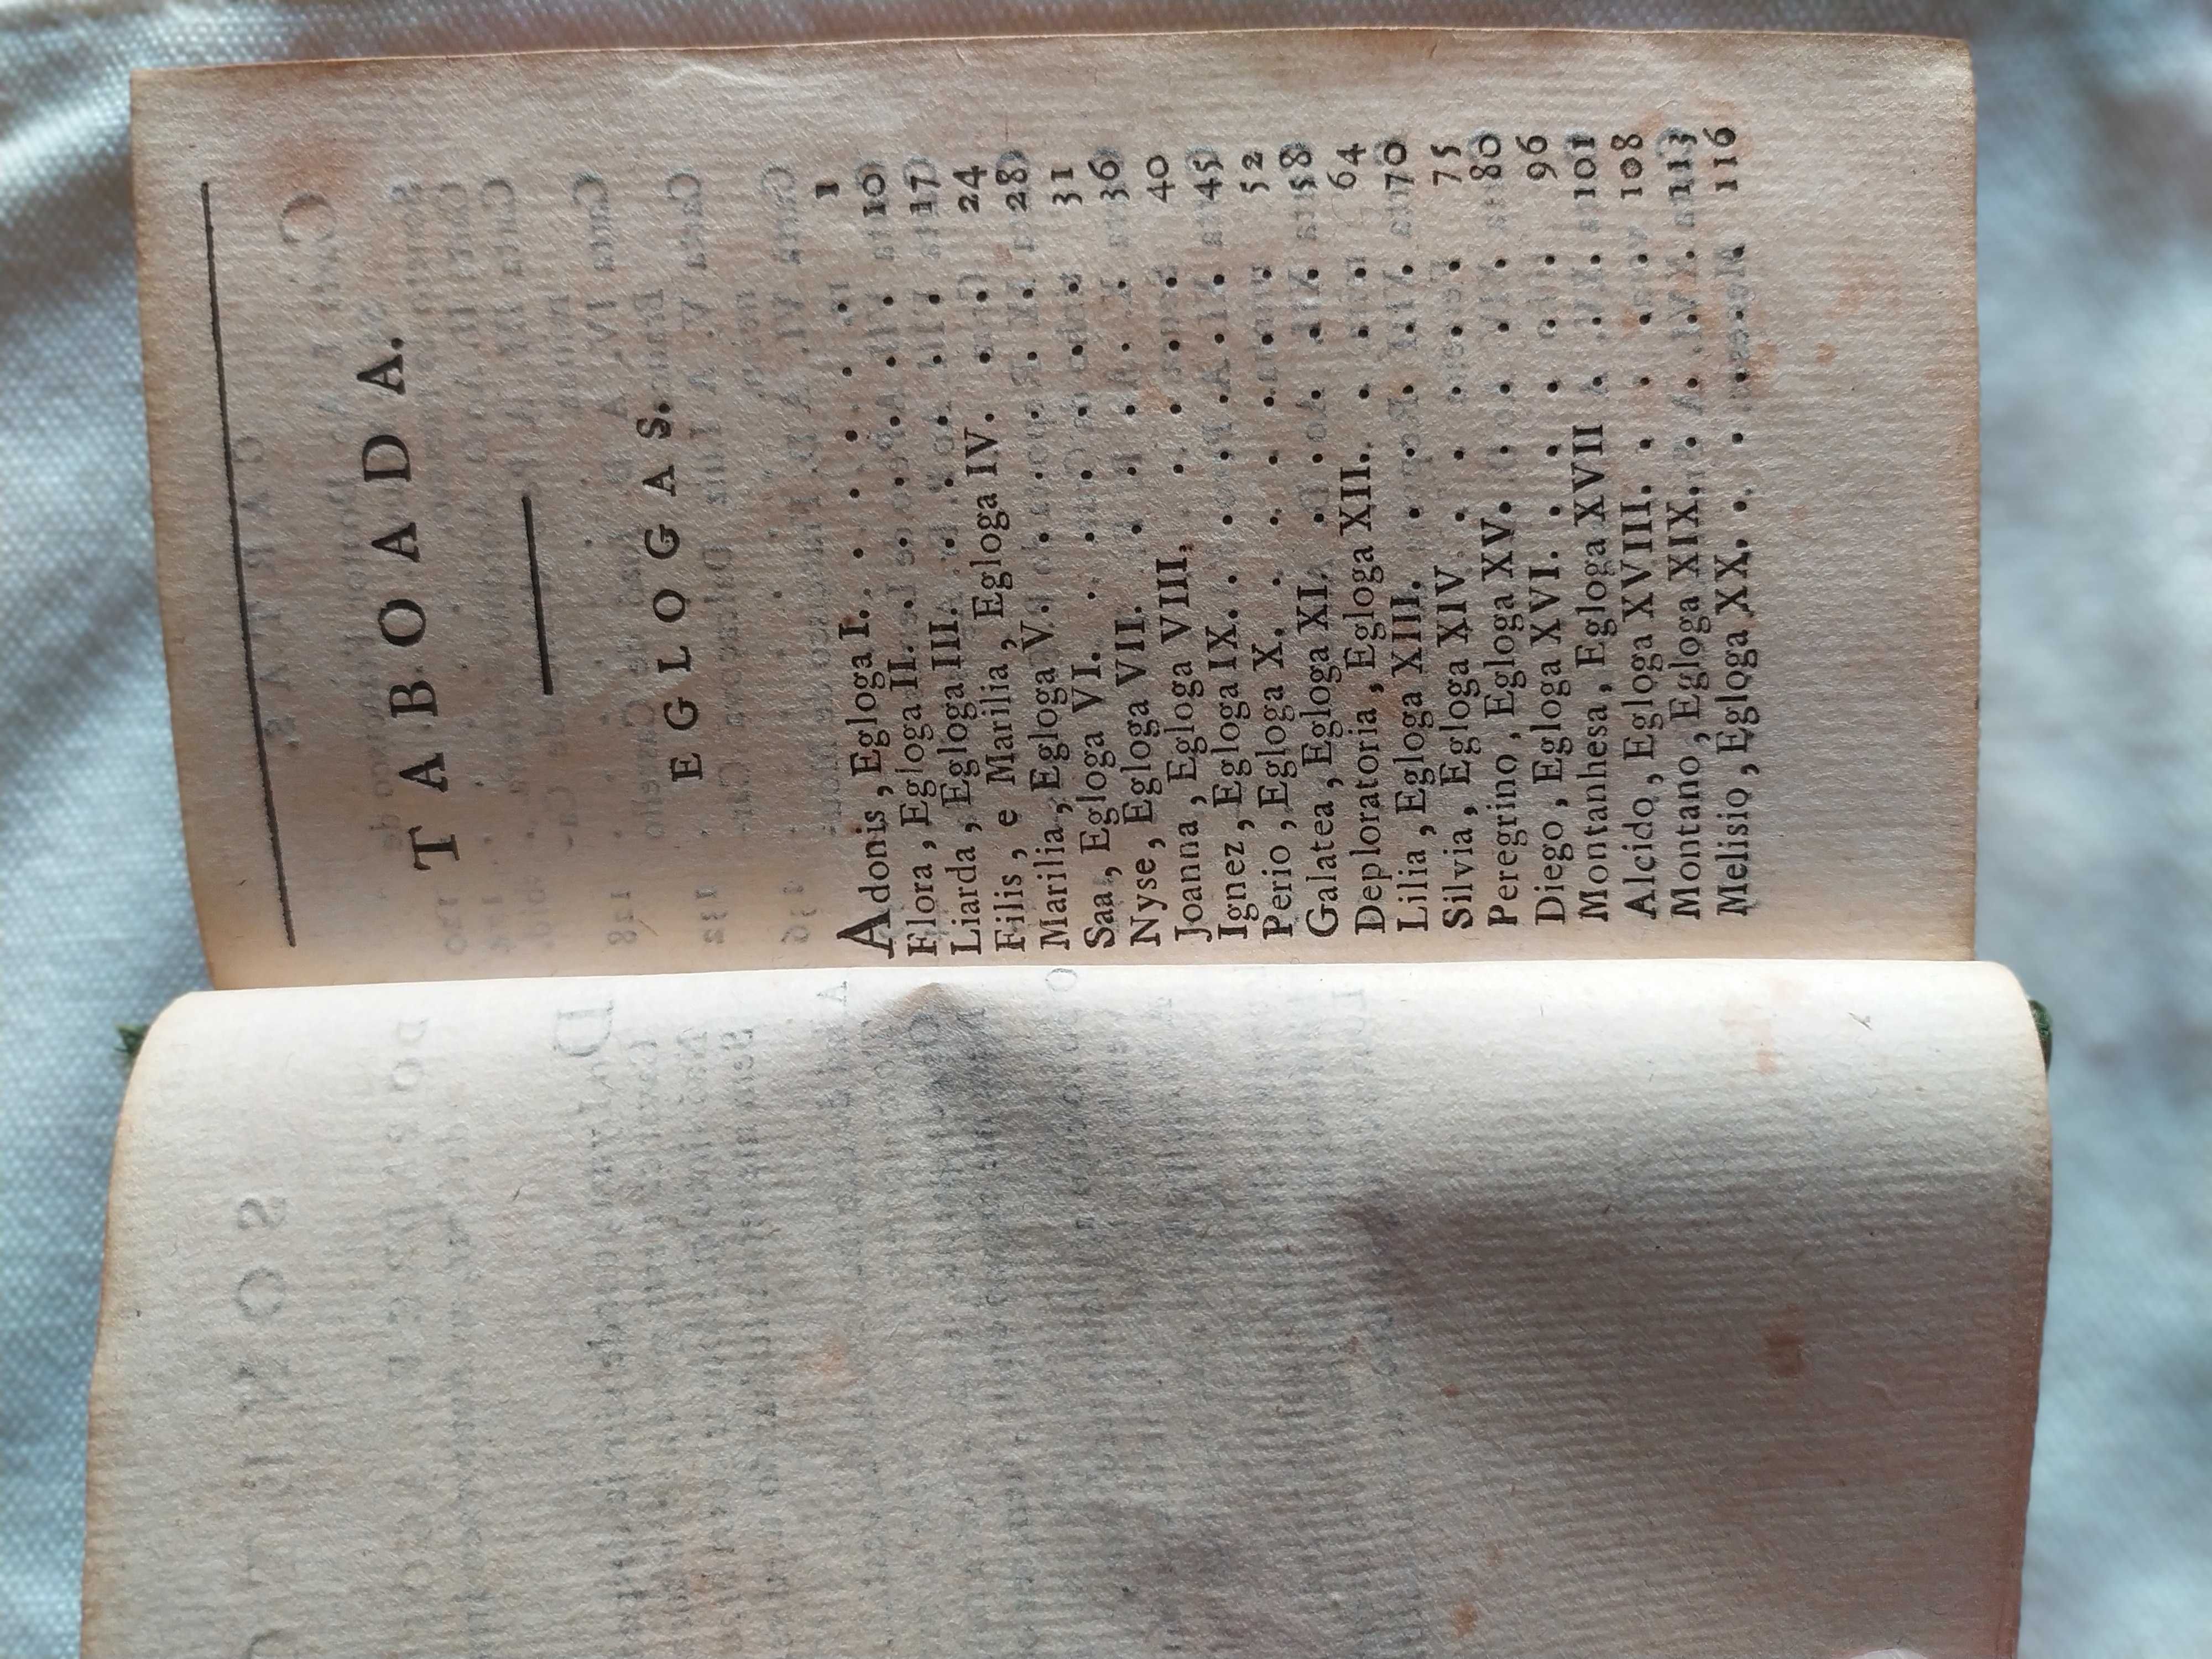 TABOADA.
EGLOGAS.
Adonis, Egloga I. . . . . . 1
Flora, Egloga II. . . . . . 10
Liarda, Egloga III. . . . . . 17
Filis, e Marilia, Egloga IV. . . . 24
Marilia, Egloga V. . . . . . 28
Saa, Egloga VI. . . . . . 31
Nyse, Egloga VII. . . . . . 36
Joanna, Egloga VIII. . . . . 40
Ignez, Egloga IX. . . . . . 45
Perio, Egloga X. . . . . . 52
Galatea, Egloga XI. . . . . . 58
Deploratoria, Egloga XII. . . . 64
Lilia, Egloga XIII. . . . . . 70
Silvia, Egloga XIV. . . . . . 75
Peregrino, Egloga XV. . . . . 80
Diego, Egloga XVI. . . . . . 96
Montanhesa, Egloga XVII . . . 101
Alcido, Egloga XVIII. . . . . 108
Montano, Egloga XIX. . . . . 113
Melisio, Egloga XX. . . . . . 116